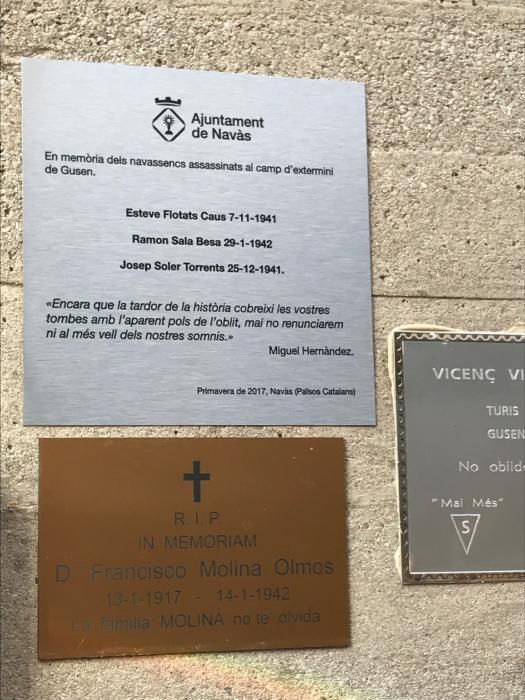 Ajuntament
de Navàs
En memòria dels navassencs assassinats al camp d'extermini
de Gusen.
Esteve Flotats Caus 7-11-1941
Ramon Sala Besa 29-1-1942
Josep Soler Torrents 25-12-1941.
«Encara que la tardor de la història cobreixi les vostres
tombes amb l'aparent pols de l'oblit, mai no renunciarem
ni al més vell dels nostres somnis.»
Miguel Hernàndez.
Primavera de 2017, Navàs (Països Catalans)
R.I.P.
IN MEMORIAM
D. Francisco Molina Olmos
13-1-1917 - 14-1-1942
La familia MOLINA no te olvida
VICENÇ VI
TURIS
GUSEN
No oblid
"Mai Més"
S